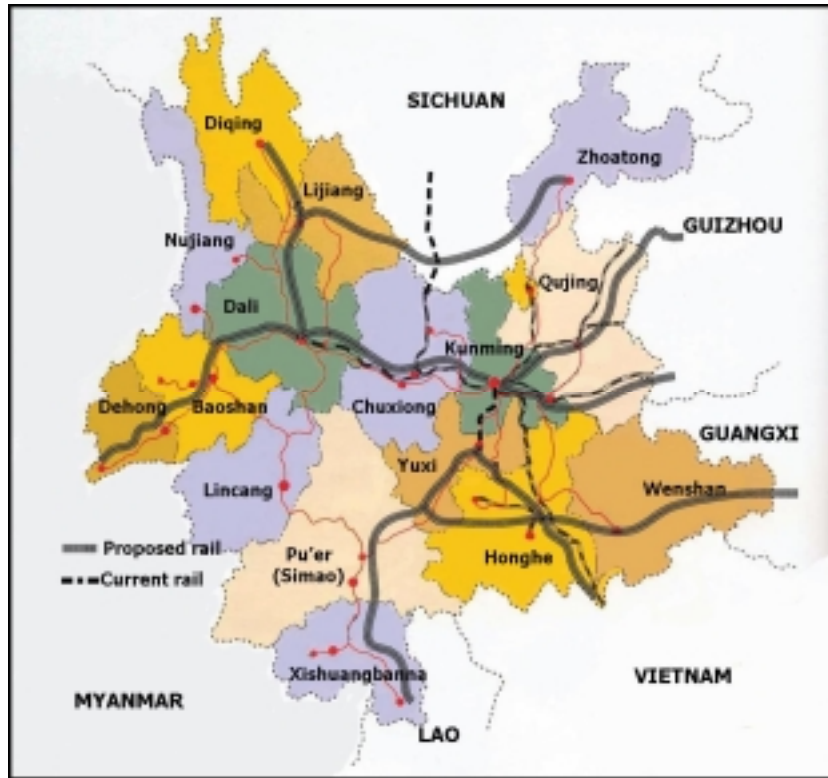 SICHUAN
Diqing
Zhoatong
Lijiang
GUIZHOU
Nujiang
Qujing
Dali
Kunming
Dehong
Baoshan
Chuxiong
GUANGXI
Yuxi
Lincang
Wenshan
Proposed rail
Pu'er
(Simao)
Honghe
Current rail
Xishuangbanna
VIETNAM
MYANMAR
LAO